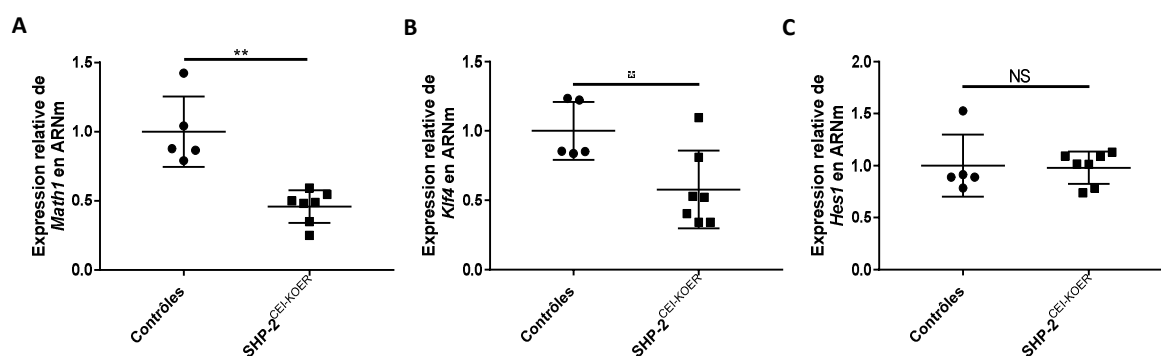 A
Expression relative de
Math1 en ARNm
1.5
1.0
0.5
0.0
**
Contrôles
SHP-2CEI-KOER
B
Expression relative de
Klf4 en ARNm
1.5
1.0
0.5
0.0
Contrôles
SHP-2CEI-KOER
C
Expression relative de
Hes1 en ARNm
2.0
1.5
1.0
0.5
0.0
NS
Contrôles
SHP-2CEI-KOER